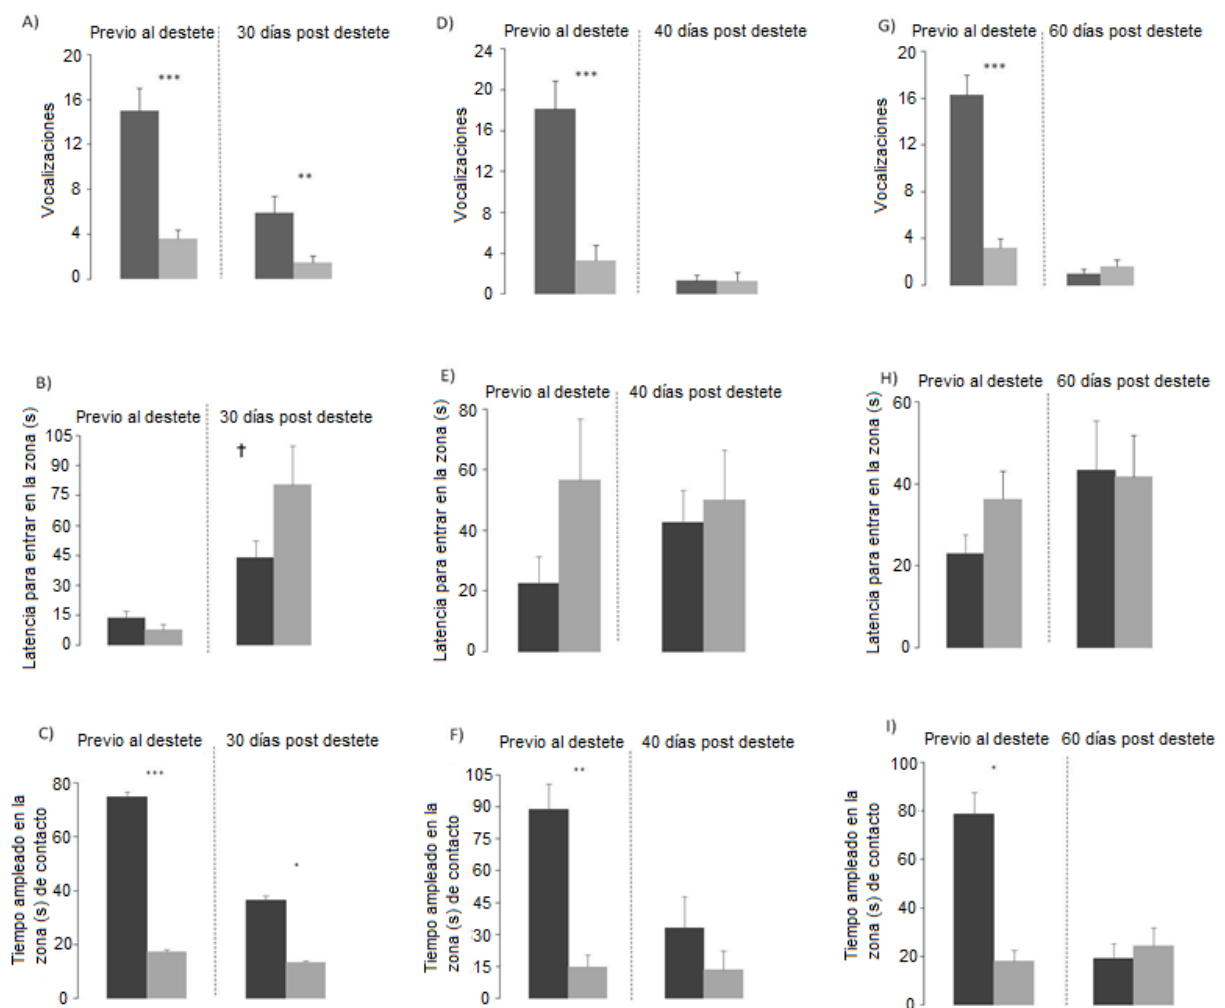 A)
Previo al destete 30 días post destete
Vocalizaciones
20
16
12
8
4
0
***
**
D)
Previo al destete 40 días post destete
Vocalizaciones
24
20
16
12
8
4
0
***
G)
Previo al destete 60 días post destete
Vocalizaciones
20
16
12
8
4
0
***
B)
Previo al destete 30 días post destete
Latencia para entrar en la zona (s)
105
90
75
60
45
30
15
0
†
E)
Previo al destete 40 días post destete
Latencia para entrar en la zona (s)
80
60
40
20
0
H)
Previo al destete 60 días post destete
Latencia para entrar en la zona (s)
60
40
20
0
C)
Previo al destete 30 días post destete
Tiempo ampleado en la
zona (s) de contacto
80
60
40
20
0
***
*
F)
Previo al destete 40 días post destete
Tiempo ampleado en la
zona (s) de contacto
105
90
75
60
45
30
15
0
**
I)
Previo al destete 60 días post destete
Tiempo ampleado en la
zona (s) de contacto
100
80
60
40
20
0
*